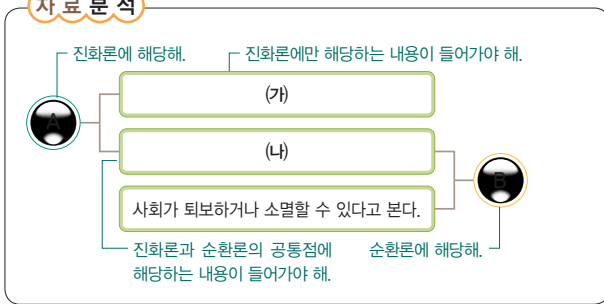 자료분석
진화론에 해당해.
진화론에만 해당하는 내용이 들어가야 해.
(가)
A
(나)
B
사회가 퇴보하거나 소멸할 수 있다고 본다.
진화론과 순환론의 공통점에
해당하는 내용이 들어가야 해.
순환론에 해당해.